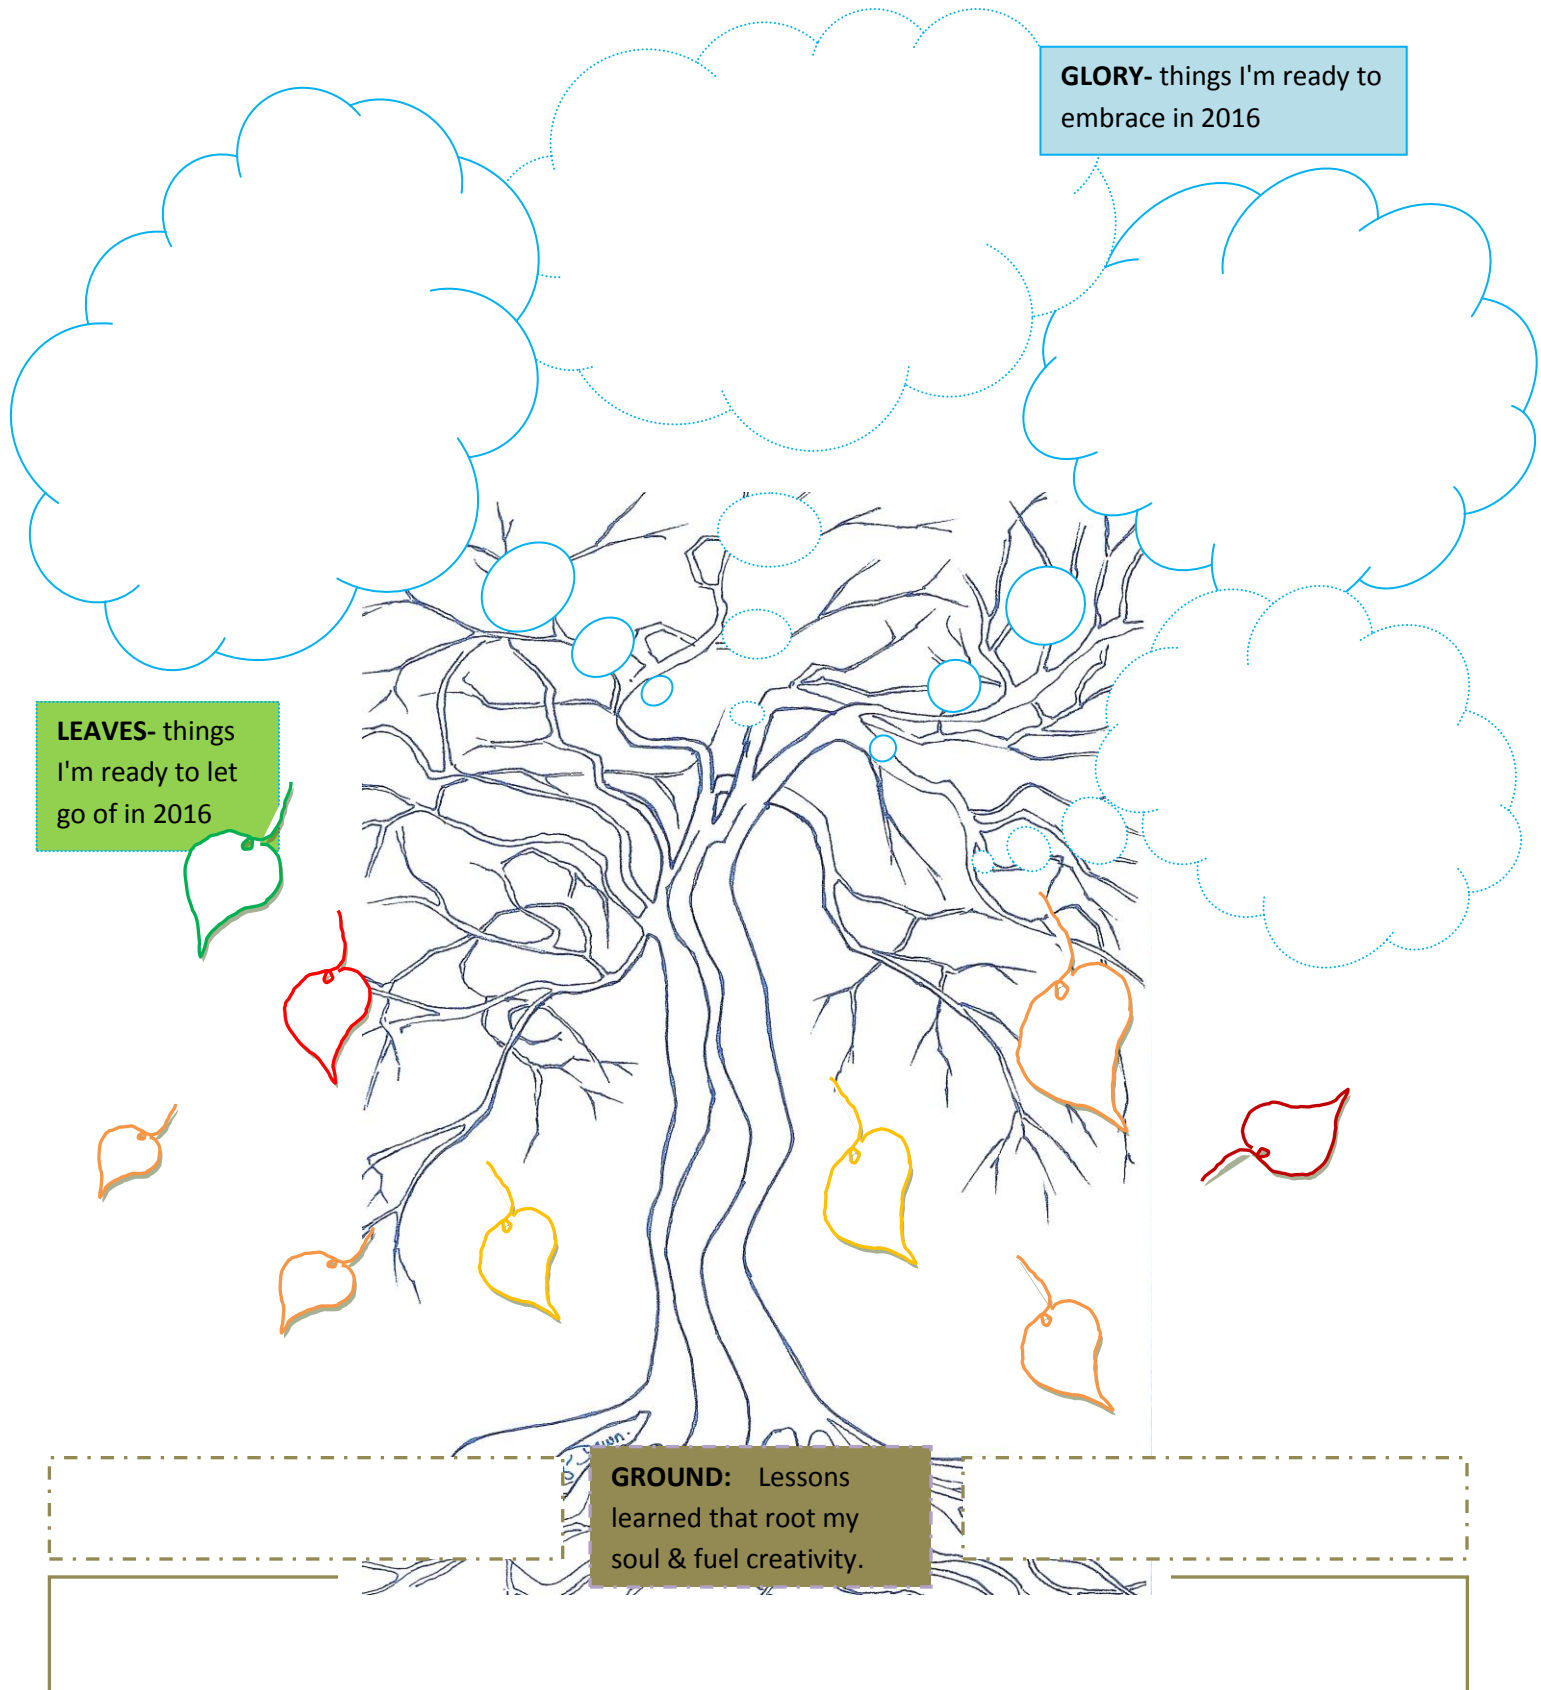 GLORY- things I'm ready to
embrace in 2016
LEAVES- things
I'm ready to let
go of in 2016
GROUND: Lessons
learned that root my
soul & fuel creativity.